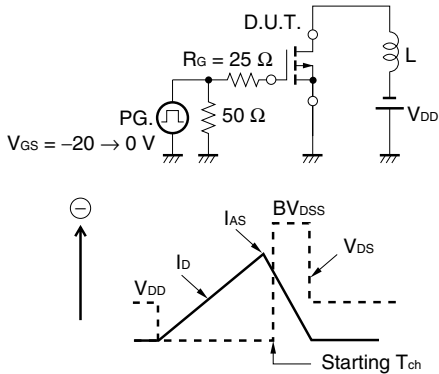 D.U.T.
RG = 25 Ω
L
PG.
50 Ω
VDD
VGS = −20 → 0 V
−
IAS
BVDSS
ID
VDS
VDD
Starting Tch